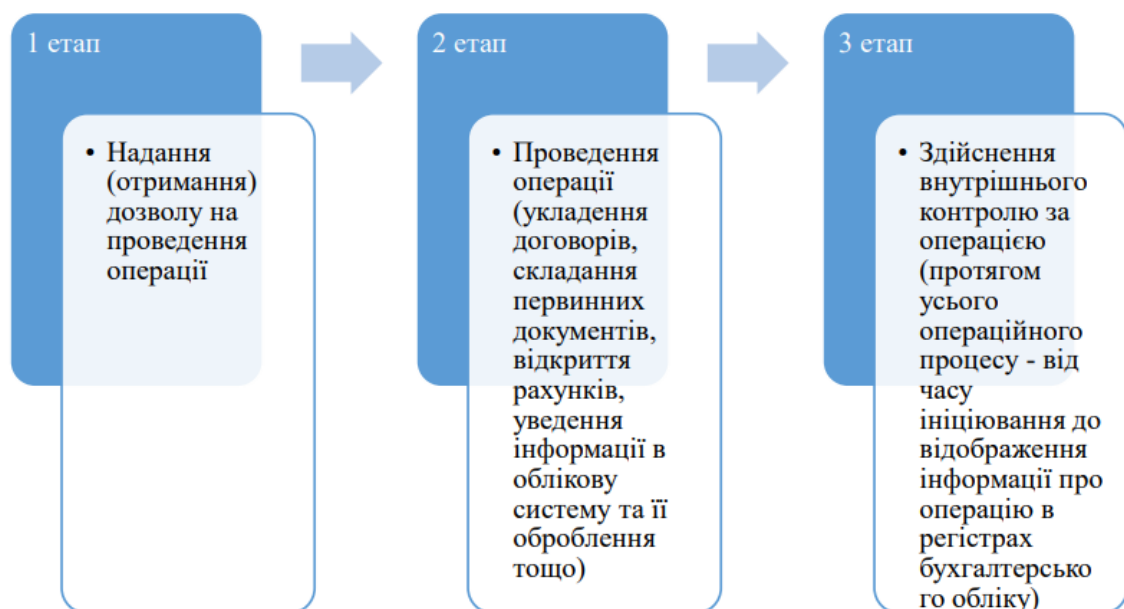 1 етап
• Надання
(отримання)
дозволу на
проведення
операції
2 етап
• Проведення
операції
(укладення
договорів,
складання
первинних
документів,
відкриття
рахунків,
уведення
інформації в
облікову
систему та її
оброблення
тощо)
3 етап
• Здійснення
внутрішнього
контролю за
операцією
(протягом
усього
операційного
процесу - від
часу
ініціювання до
відображення
інформації про
операцію в
регістрах
бухгалтерсько
го обліку)